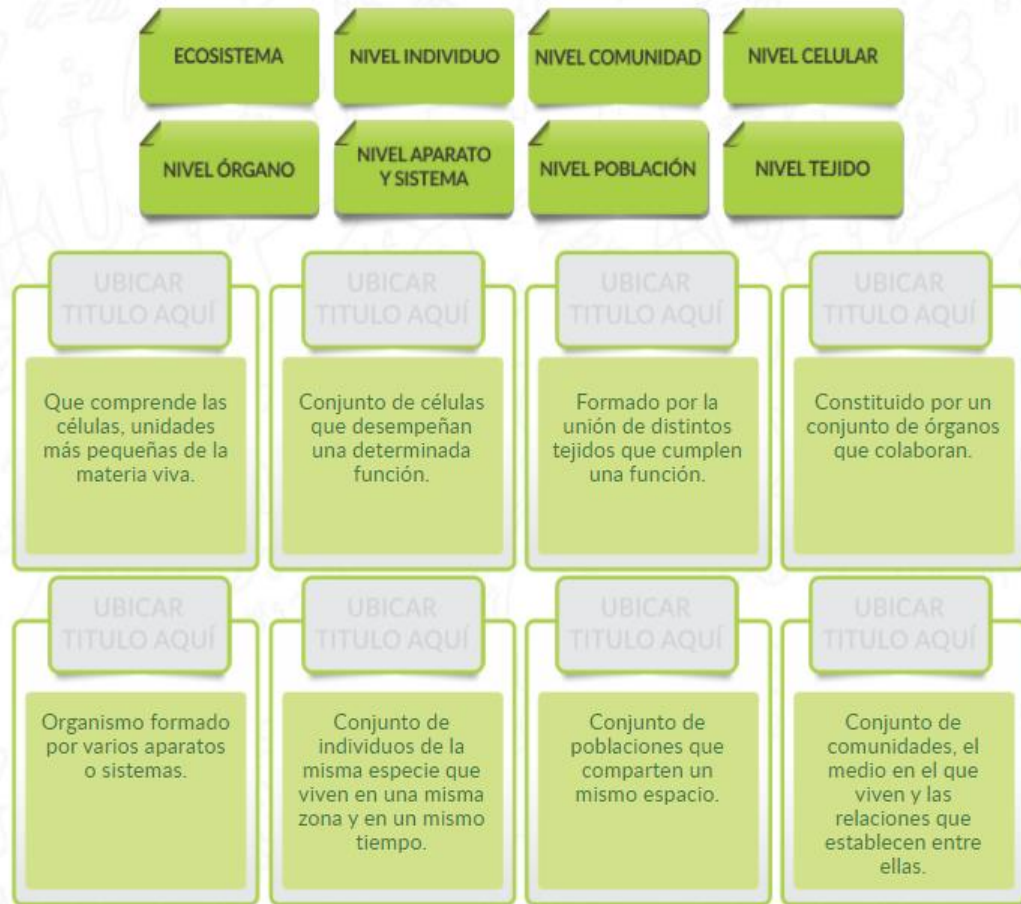 ECOSISTEMA
NIVEL INDIVIDUO
NIVEL COMUNIDAD
NIVEL CELULAR
NIVEL ÓRGANO
NIVEL APARATO
Y SISTEMA
NIVEL POBLACIÓN
NIVEL TEJIDO
UBICAR
TITULO AQUÍ
Que comprende las
células, unidades
más pequeñas de la
materia viva.
UBICAR
TITULO AQUÍ
Conjunto de células
que desempeñan
una determinada
función.
UBICAR
TITULO AQUÍ
Formado por la
unión de distintos
tejidos que cumplen
una función.
UBICAR
TITULO AQUÍ
Constituido por un
conjunto de órganos
que colaboran.
UBICAR
TITULO AQUÍ
Organismo formado
por varios aparatos
o sistemas.
UBICAR
TITULO AQUÍ
Conjunto de
individuos de la
misma especie que
viven en una misma
zona y en un mismo
tiempo.
UBICAR
TITULO AQUÍ
Conjunto de
poblaciones que
comparten un
mismo espacio.
UBICAR
TITULO AQUÍ
Conjunto de
comunidades, el
medio en el que
viven y las
relaciones que
establecen entre
ellas.